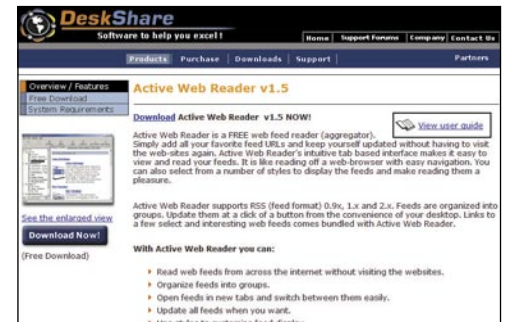 DeskShare
Software to help you excel!
Home Support Forums Company Contact Us
Products Purchase Downloads Support Partners
Overview / Features
Free Download
System Requirements
Active Web Reader v1.5
Download Active Web Reader v1.5 NOW!
View user guide
Active Web Reader is a FREE web feed reader (aggregator).
Simply add all your favorite feed URLs and keep yourself updated without having to visit
the web-sites again. Active Web Reader's intuitive tab based interface makes it easy to
view and read your feeds. It is like reading off a web-browser with easy navigation. You
can also select from a number of styles to display the feeds and make reading them a
pleasure.
See the enlarged view
Download Now!
(Free Download)
Active Web Reader supports RSS (feed format) 0.9x, 1.x and 2.x. Feeds are organized into
groups. Update them at a click of a button from the convenience of your desktop. Links to
a few select and interesting web feeds comes bundled with Active Web Reader.
With Active Web Reader you can:
Read web feeds from across the internet without visiting the websites.
Organize feeds into groups.
Open feeds in new tabs and switch between them easily.
Update all feeds when you want.
Use styles to customize feed display.